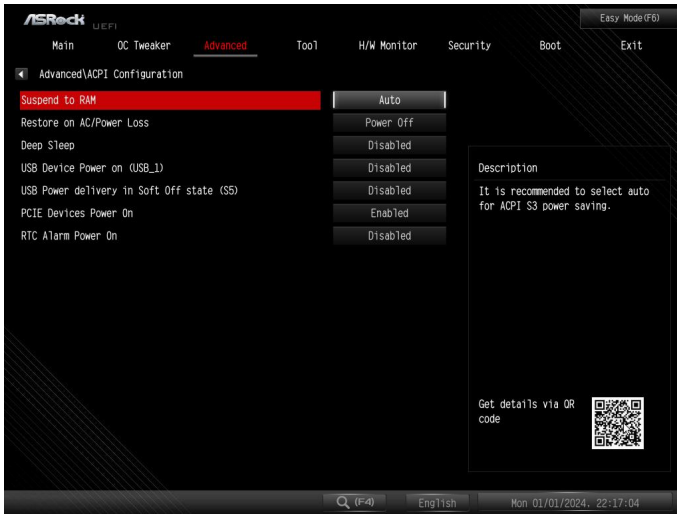 ASRock UEFI
Easy Mode(F6)
Main OC Tweaker Advanced Tool H/W Monitor Security Boot Exit
Advanced\ACPI Configuration
Suspend to RAM Auto
Restore on AC/Power Loss Power Off
Deep Sleep Disabled
USB Device Power on (USB_1) Disabled
USB Power delivery in Soft Off state (S5) Disabled
PCIE Devices Power On Enabled
RTC Alarm Power On Disabled
Description
It is recommended to select auto
for ACPI S3 power saving.
Get details via QR
code
(F4) English Mon 01/01/2024. 22:17:04